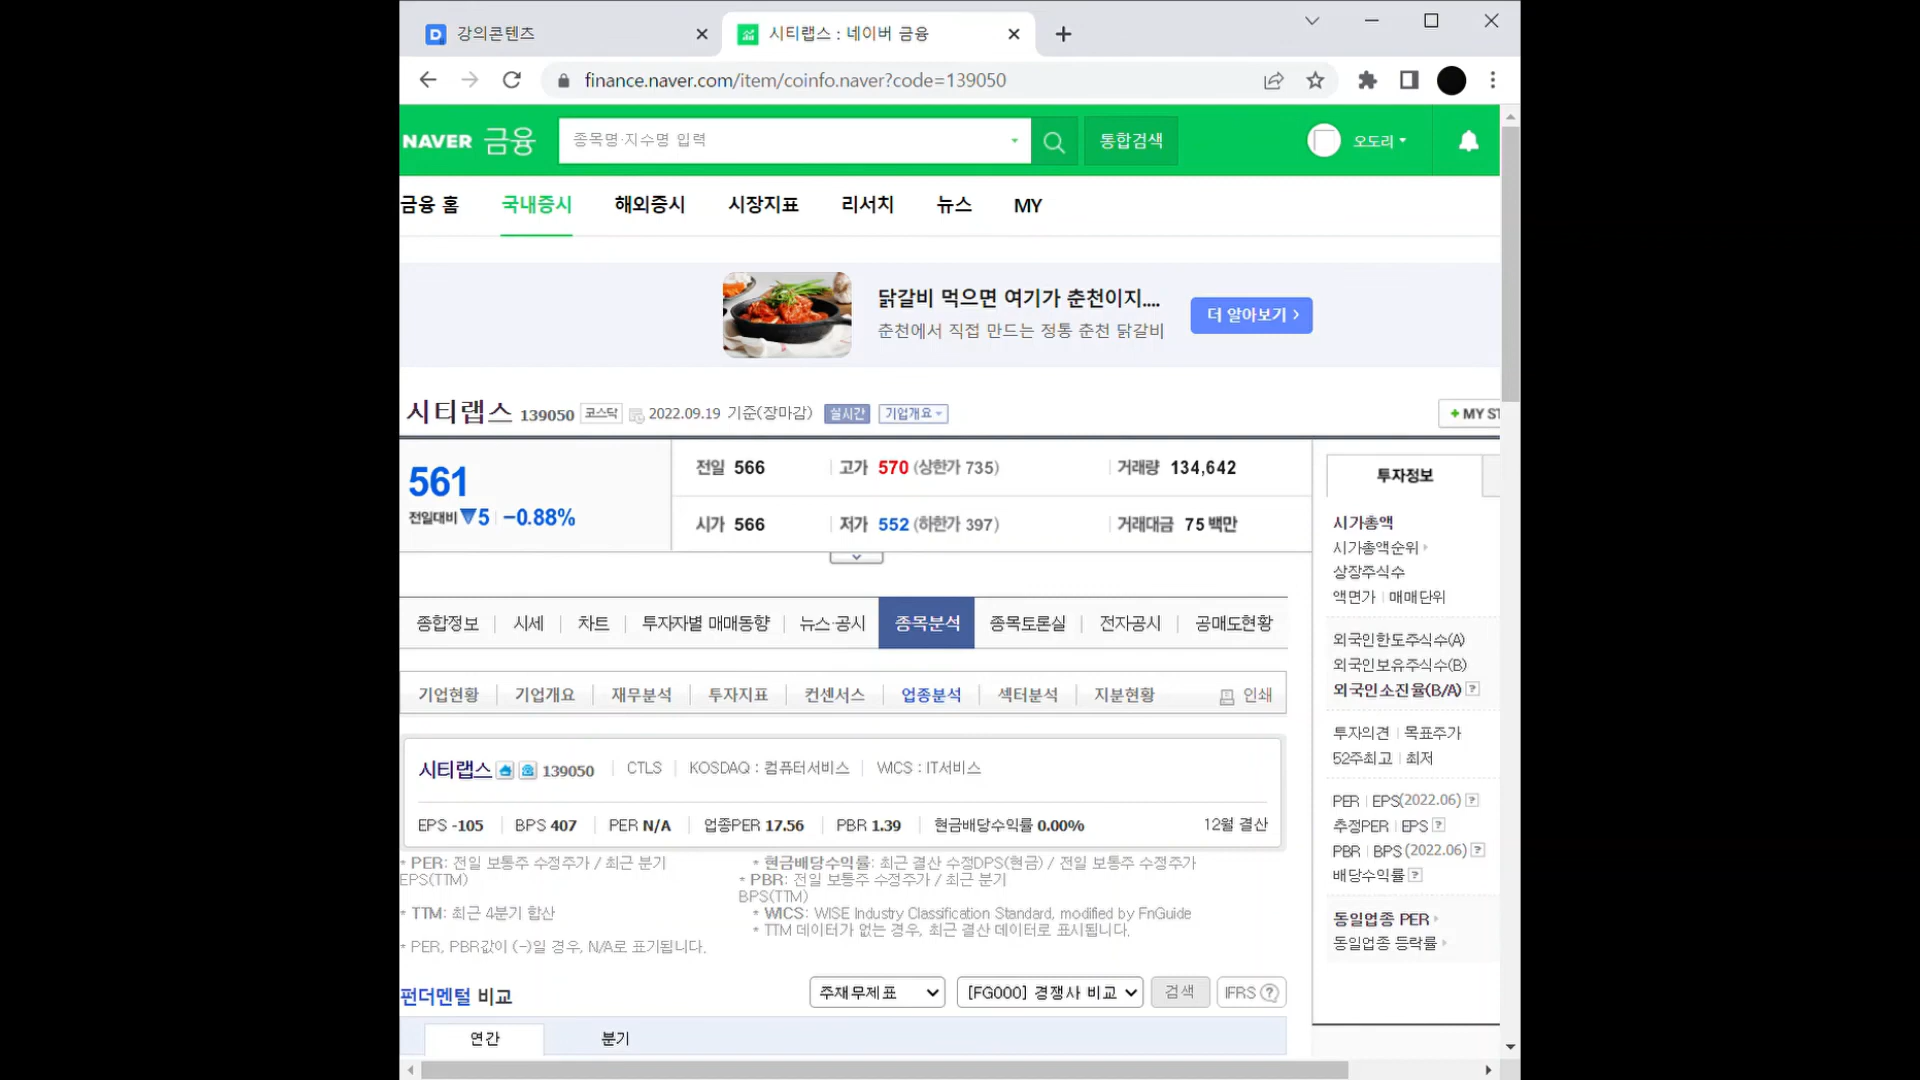 강의콘텐츠
시티랩스 : 네이버 금융
finance.naver.com/item/coinfo.naver?code=139050
NAVER 금융 종목명·지수명 입력 통합검색 오도리
금융 홈 국내증시 해외증시 시장지표 리서치 뉴스 MY
닭갈비 먹으면 여기가 춘천이지....
춘천에서 직접 만드는 정통 춘천 닭갈비
더 알아보기 >
시티랩스 139050 코스닥 2022.09.19 기준(장마감) 실시간 기업개요 + MY ST
561
전일대비 ▼5 -0.88%
전일 566 고가 570 (상한가 735) 거래량 134,642
시가 566 저가 552 (하한가 397) 거래대금 75 백만
종합정보 시세 차트 투자자별 매매동향 뉴스·공시 종목분석 종목토론실 전자공시 공매도현황
기업현황 기업개요 재무분석 투자지표 컨센서스 업종분석 섹터분석 지분현황 인쇄
시티랩스 139050 CTLS KOSDAQ : 컴퓨터서비스 WICS : IT서비스
EPS -105 BPS 407 PER N/A 업종PER 17.56 PBR 1.39 현금배당수익률 0.00% 12월 결산
* PER: 전일 보통주 수정주가 / 최근 분기
EPS(TTM)
* TTM: 최근 4분기 합산
* PER, PBR값이 (-)일 경우, N/A로 표기됩니다.
* 현금배당수익률: 최근 결산 수정DPS(현금) / 전일 보통주 수정주가
* PBR: 전일 보통주 수정주가 / 최근 분기
BPS(TTM)
* WICS: WISE Industry Classification Standard, modified by FnGuide
* TTM 데이터가 없는 경우, 최근 결산 데이터로 표시됩니다.
펀더멘털 비교 주재무제표 [FG000] 경쟁사 비교 검색 IFRS ?
연간 분기
투자정보
시가총액
시가총액순위
상장주식수
액면가 매매단위
외국인한도주식수(A)
외국인보유주식수(B)
외국인소진율(B/A) ?
투자의견 목표주가
52주최고 최저
PER EPS(2022.06) ?
추정PER EPS ?
PBR BPS (2022.06) ?
배당수익률 ?
동일업종 PER
동일업종 등락률